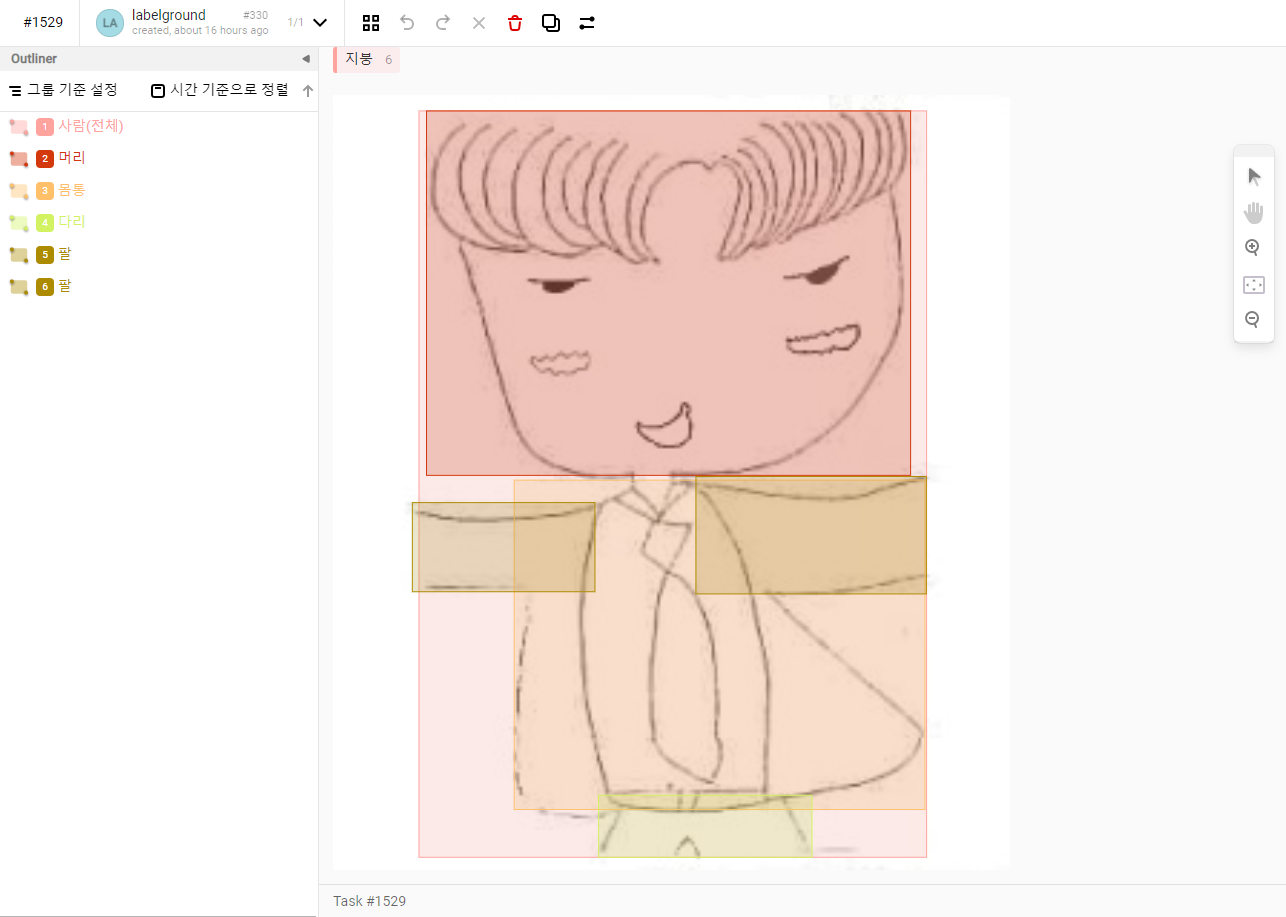 #1529
LA labelground #330
created, about 16 hours ago
1/1
Outliner
지붕 6
그룹 기준 설정 시간 기준으로 정렬
1 사람(전체)
2 머리
3 몸통
4 다리
5 팔
6 팔
Task #1529